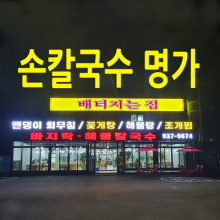 손칼국수 명가
배터지는 집
밴댕이 회무침 / 꽃게탕 / 해물탕 / 조개찜
바지락·해물칼국수 937-9674